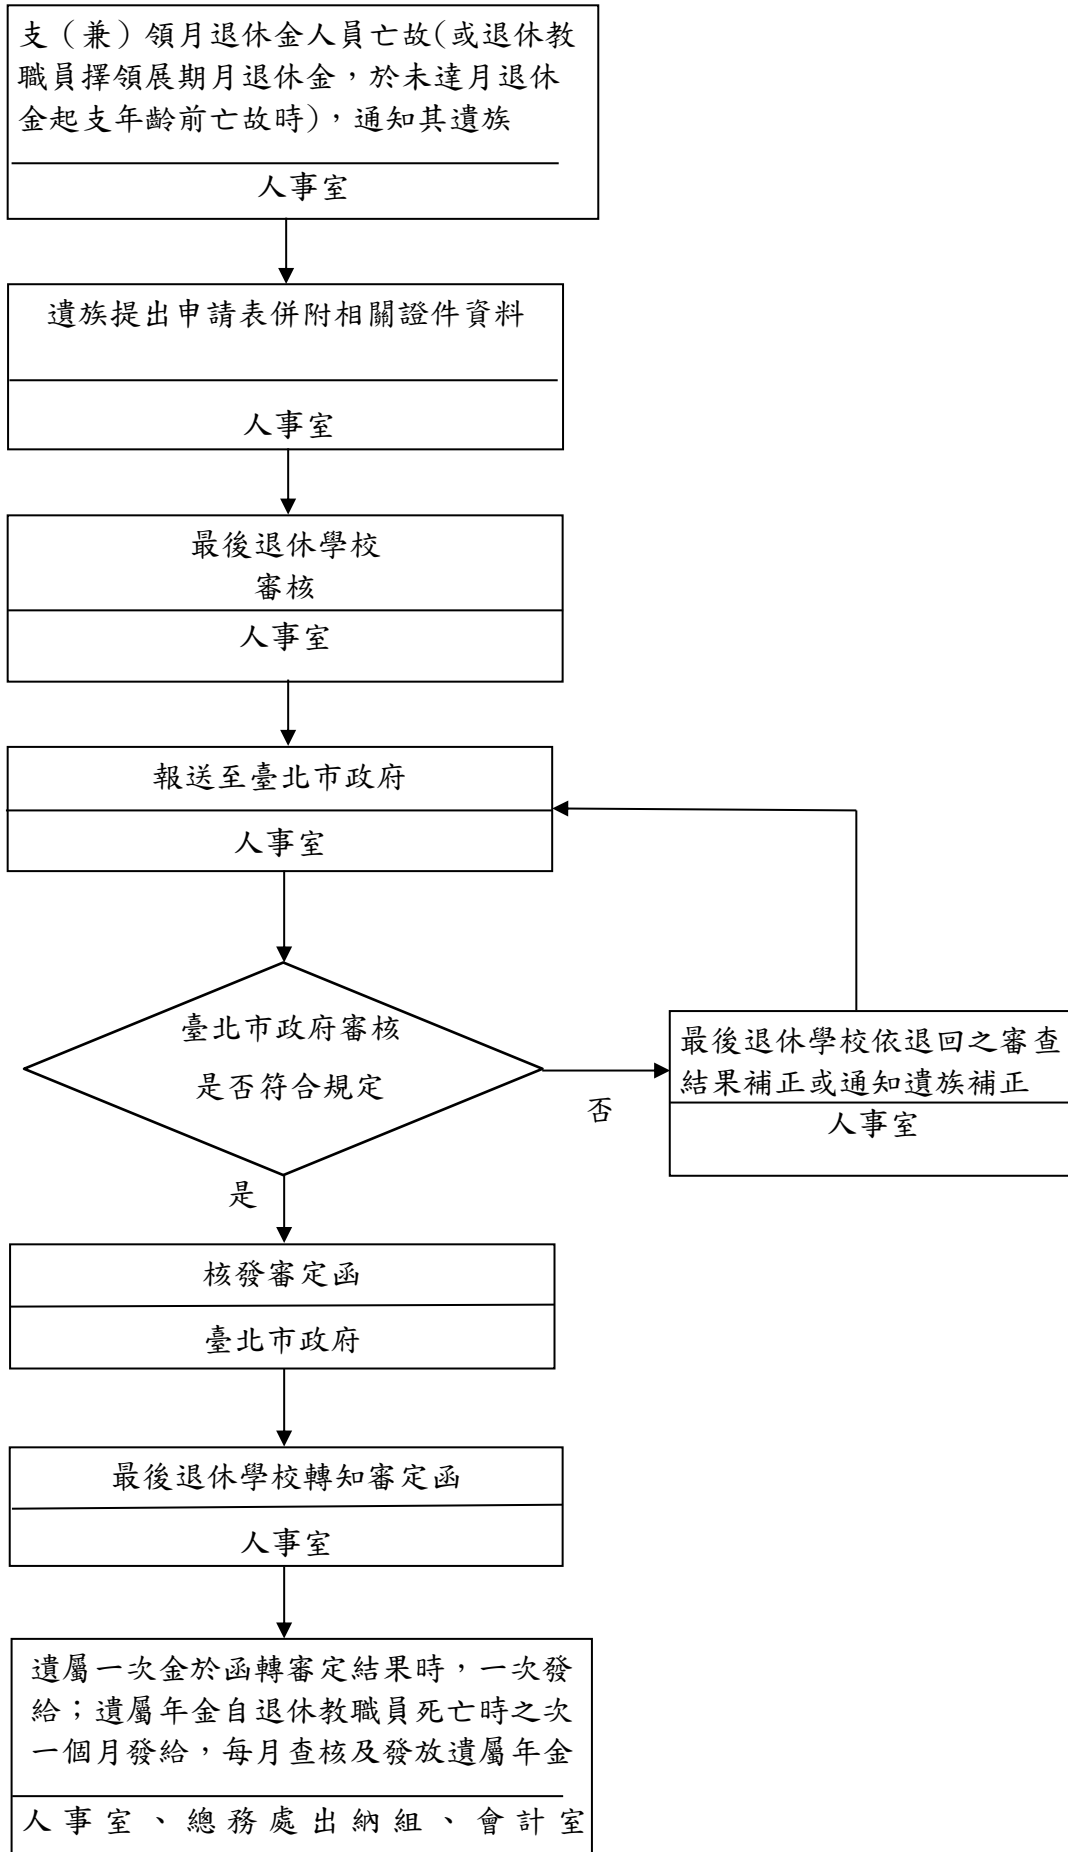 支（兼）領月退休金人員亡故(或退休教
職員擇領展期月退休金，於未達月退休
金起支年齡前亡故時)，通知其遺族
人事室
遺族提出申請表併附相關證件資料
人事室
最後退休學校
審核
人事室
報送至臺北市政府
人事室
臺北市政府審核
是否符合規定
否
最後退休學校依退回之審查
結果補正或通知遺族補正
人事室
是
核發審定函
臺北市政府
最後退休學校轉知審定函
人事室
遺屬一次金於函轉審定結果時，一次發
給；遺屬年金自退休教職員死亡時之次
一個月發給，每月查核及發放遺屬年金
人事室、總務處出納組、會計室